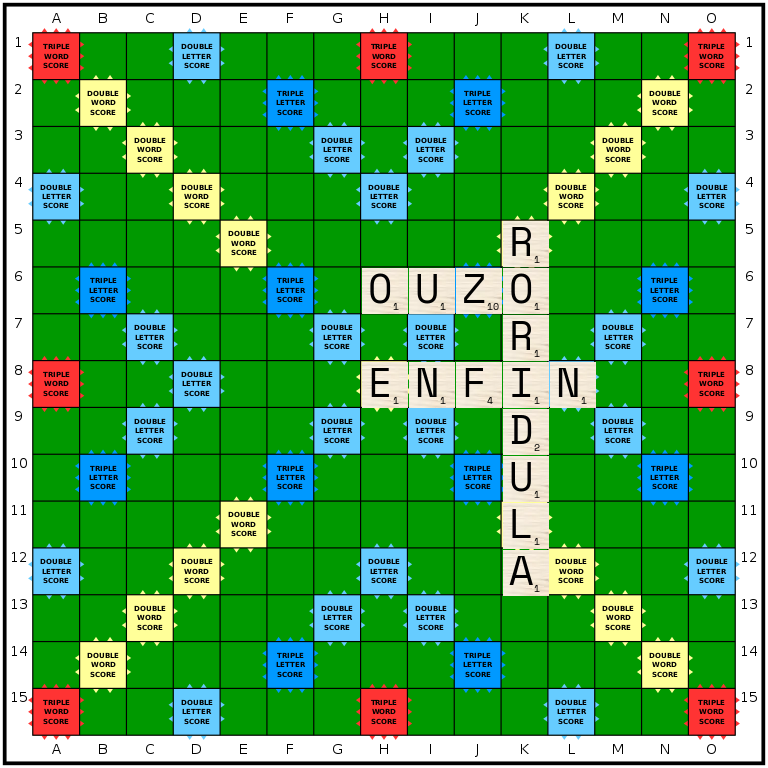 A B C D E F G H I J K L M N O
1 TRIPLE WORD SCORE DOUBLE LETTER SCORE TRIPLE WORD SCORE DOUBLE LETTER SCORE TRIPLE WORD SCORE 1
2 DOUBLE WORD SCORE TRIPLE LETTER SCORE TRIPLE LETTER SCORE DOUBLE WORD SCORE 2
3 DOUBLE WORD SCORE DOUBLE LETTER SCORE DOUBLE LETTER SCORE DOUBLE WORD SCORE 3
4 DOUBLE LETTER SCORE DOUBLE WORD SCORE DOUBLE LETTER SCORE DOUBLE WORD SCORE DOUBLE LETTER SCORE 4
5 DOUBLE WORD SCORE R1 5
6 TRIPLE LETTER SCORE TRIPLE LETTER SCORE O1 U1 Z10 O1 TRIPLE LETTER SCORE 6
7 DOUBLE LETTER SCORE DOUBLE LETTER SCORE DOUBLE LETTER SCORE R1 DOUBLE LETTER SCORE 7
8 TRIPLE WORD SCORE DOUBLE LETTER SCORE E1 N1 F4 I1 N1 TRIPLE WORD SCORE 8
9 DOUBLE LETTER SCORE DOUBLE LETTER SCORE DOUBLE LETTER SCORE D2 DOUBLE LETTER SCORE 9
10 TRIPLE LETTER SCORE TRIPLE LETTER SCORE TRIPLE LETTER SCORE U1 TRIPLE LETTER SCORE 10
11 DOUBLE WORD SCORE L1 11
12 DOUBLE LETTER SCORE DOUBLE WORD SCORE DOUBLE LETTER SCORE A1 DOUBLE WORD SCORE DOUBLE LETTER SCORE 12
13 DOUBLE WORD SCORE DOUBLE LETTER SCORE DOUBLE LETTER SCORE DOUBLE WORD SCORE 13
14 DOUBLE WORD SCORE TRIPLE LETTER SCORE TRIPLE LETTER SCORE DOUBLE WORD SCORE 14
15 TRIPLE WORD SCORE DOUBLE LETTER SCORE TRIPLE WORD SCORE DOUBLE LETTER SCORE TRIPLE WORD SCORE 15
A B C D E F G H I J K L M N O